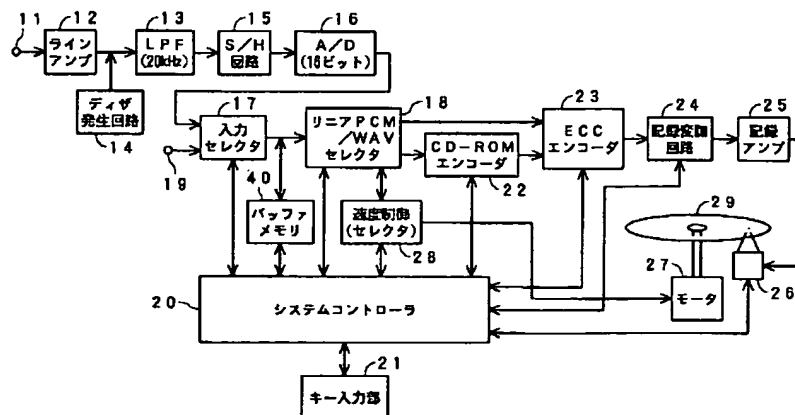 11
12
ライン
アンプ
13
LPF
(20kHz)
15
S/H
回路
16
A/D
(16ビット)
ディザ
発生回路
14
17
入力
セレクタ
19
18
リニアPCM
/WAV
セレクタ
CD-ROM
エンコーダ
22
23
ECC
エンコーダ
24
記録変調
回路
25
記録
アンプ
40
バッファ
メモリ
速度制御
(セレクタ)
28
29
27
モータ
26
20
システムコントローラ
21
キー入力部